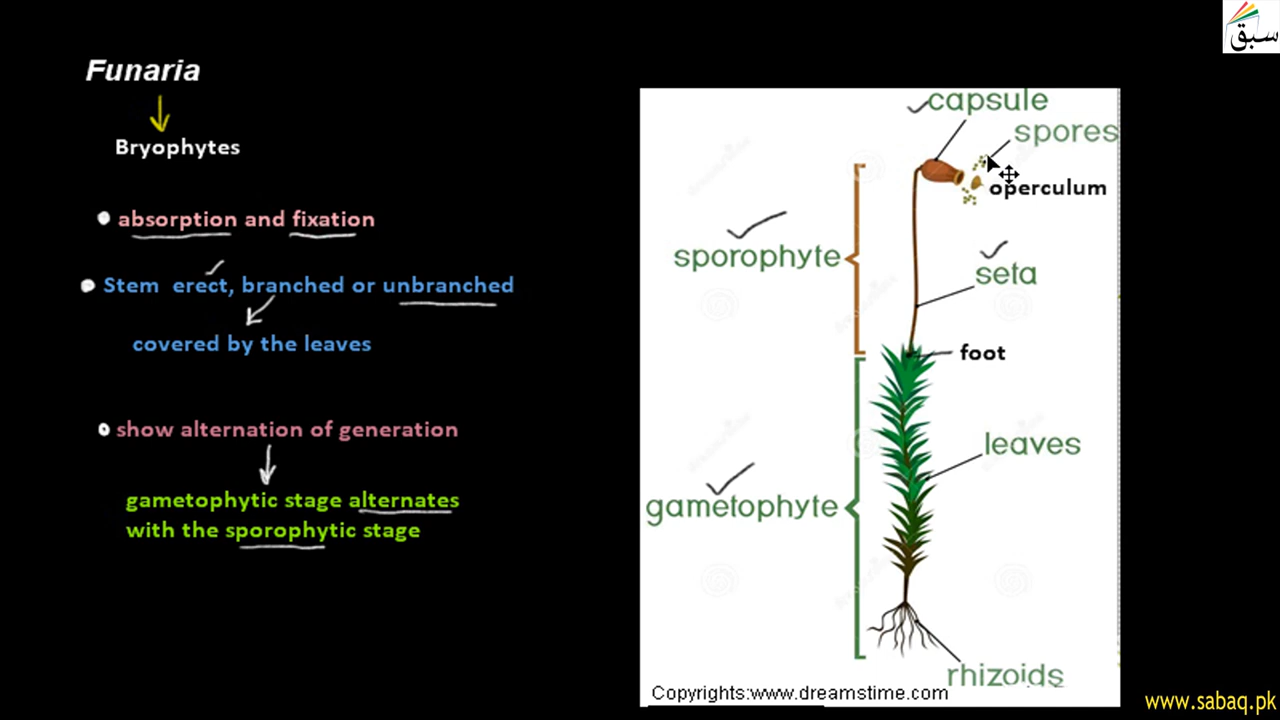 سبق
Funaria
Bryophytes
absorption and fixation
Stem erect, branched or unbranched
covered by the leaves
show alternation of generation
gametophytic stage alternates
with the sporophytic stage
capsule
spores
operculum
sporophyte
seta
foot
leaves
gametophyte
rhizoids
Copyrights:www.dreamstime.com
www.sabaq.pk